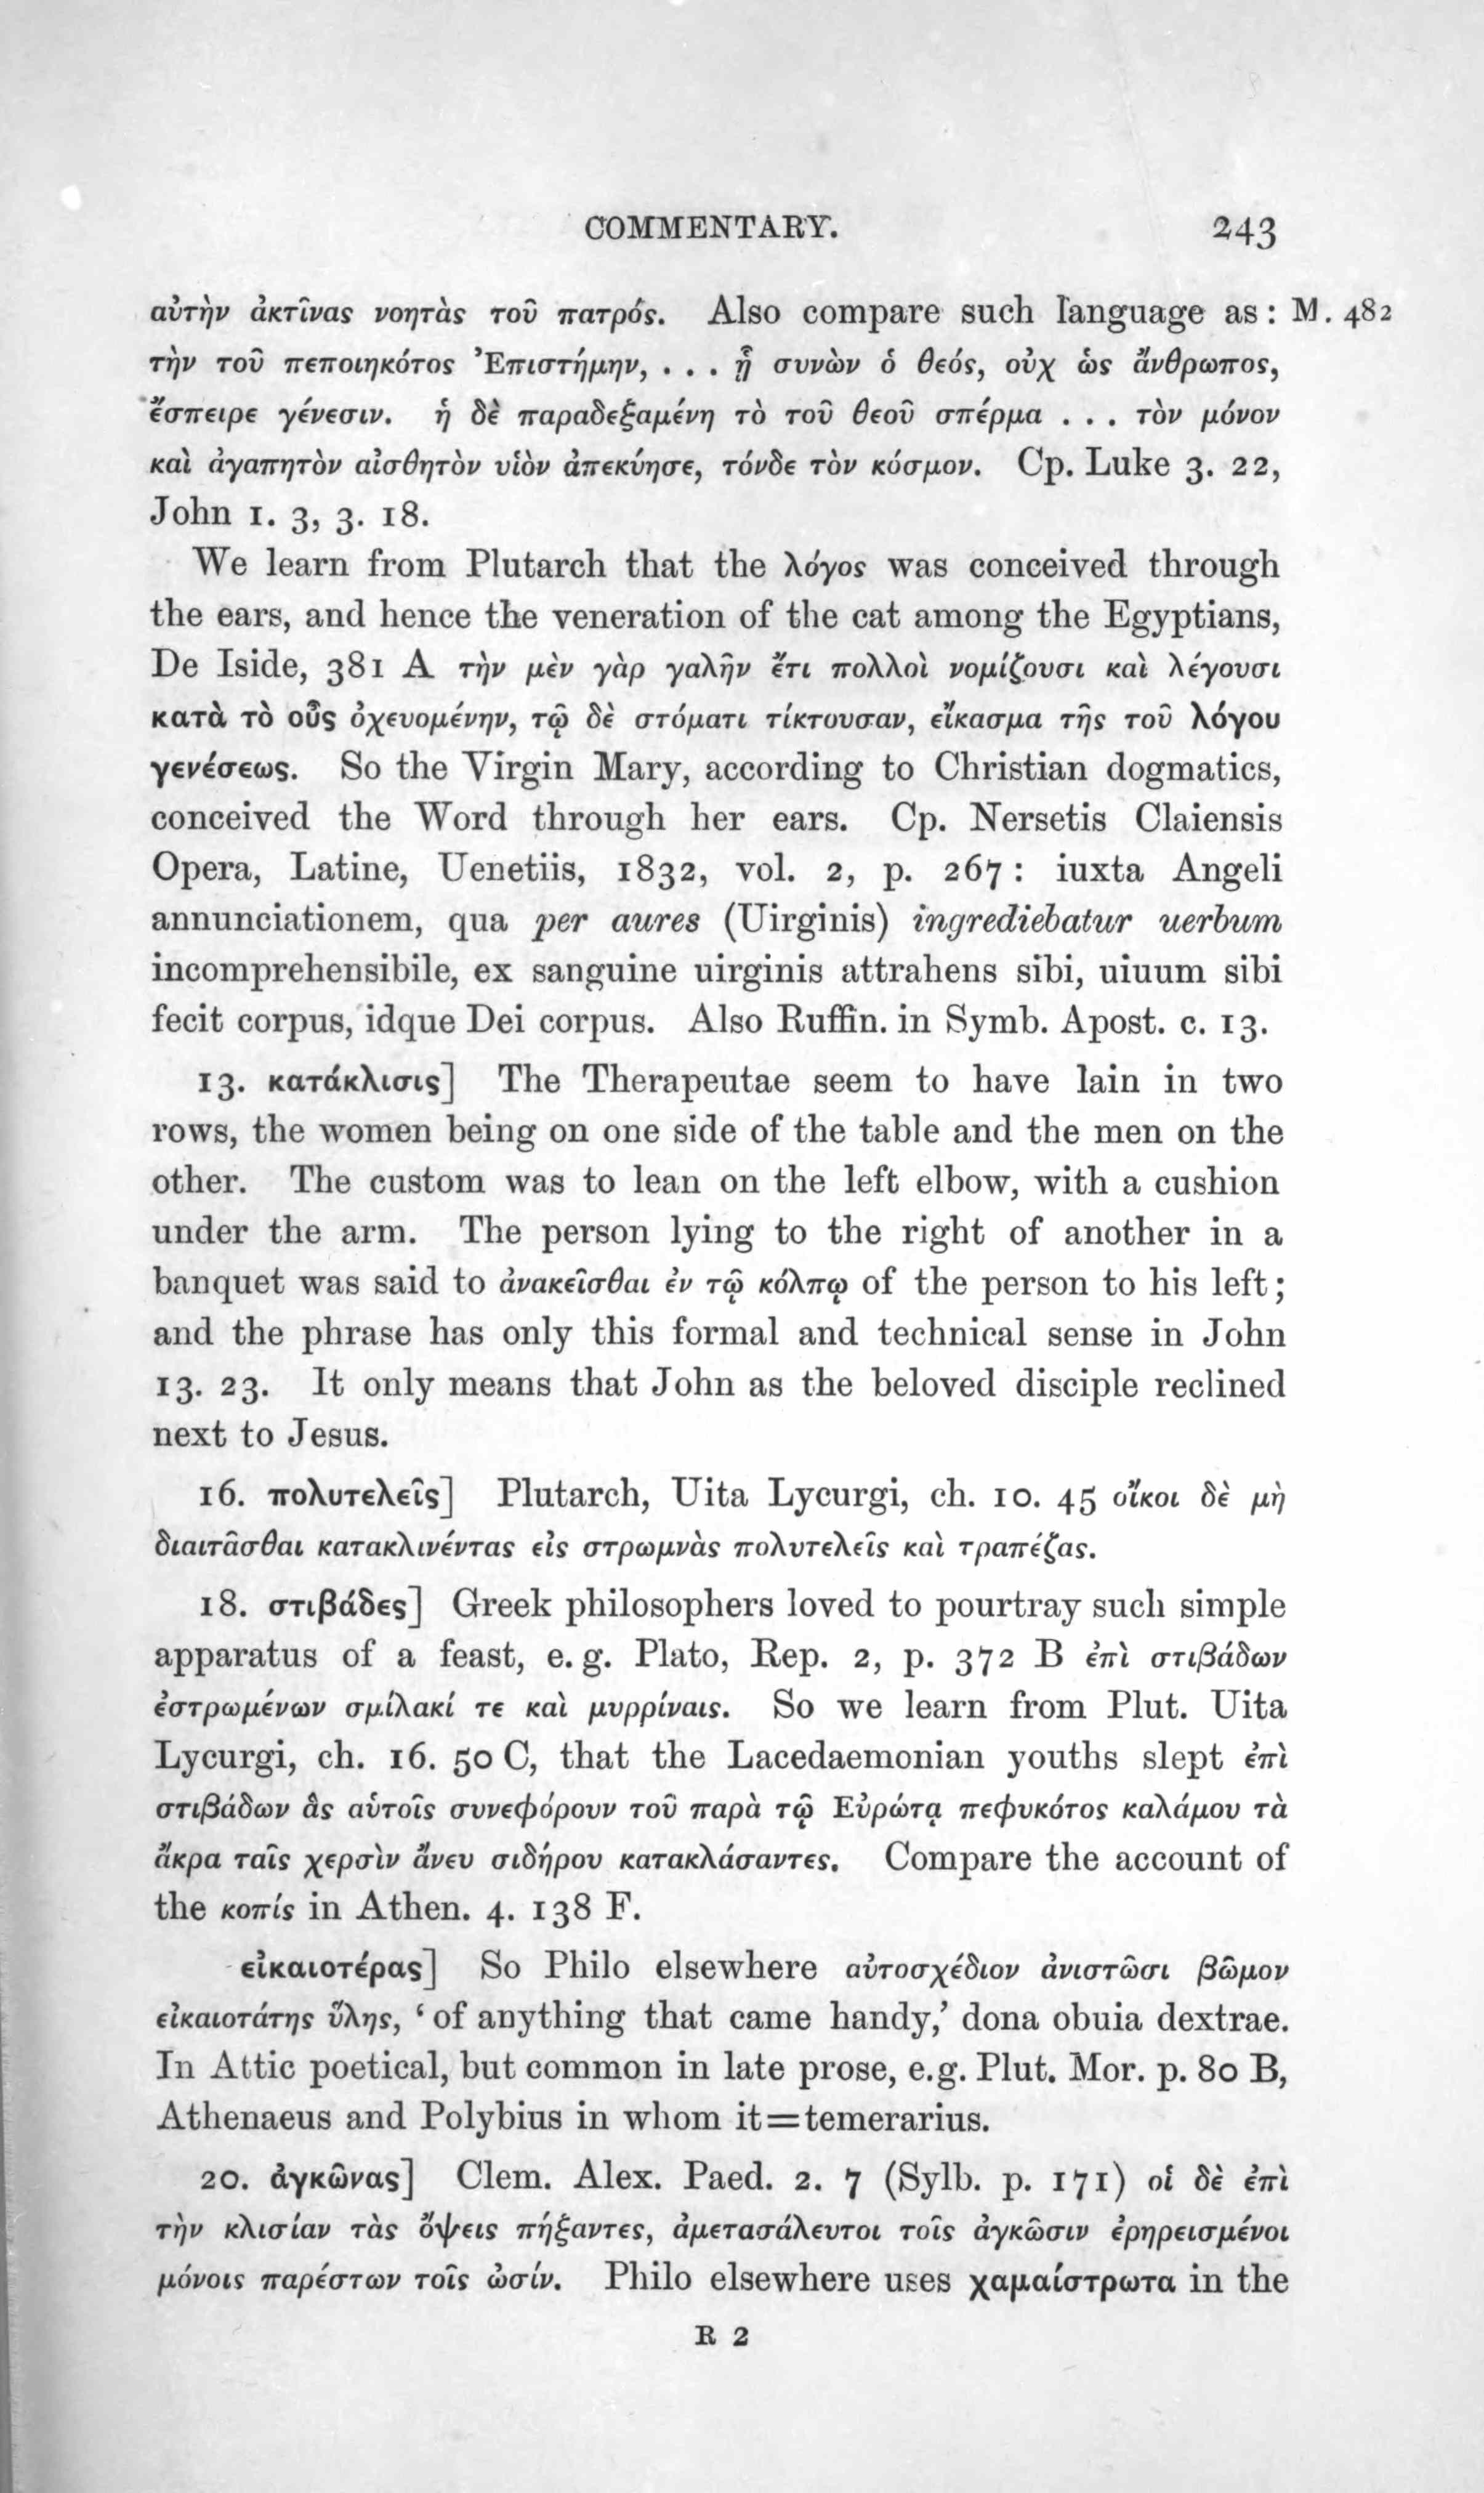 COMMENTARY. 243
αὐτὴν ἀκτῖνας νοητὰς τοῦ πατρός. Also compare such language as : M. 482
τὴν τοῦ πεποιηκότος Ἐπιστήμην, . . . ᾗ συνὼν ὁ θεός, οὐχ ὡς ἄνθρωπος,
ἔσπειρε γένεσιν. ἡ δὲ παραδεξαμένη τὸ τοῦ θεοῦ σπέρμα . . . τὸν μόνον
καὶ ἀγαπητὸν αἰσθητὸν υἱὸν ἀπεκύησε, τόνδε τὸν κόσμον. Cp. Luke 3. 22,
John 1. 3, 3. 18.
We learn from Plutarch that the λόγος was conceived through
the ears, and hence the veneration of the cat among the Egyptians,
De Iside, 381 A τὴν μὲν γὰρ γαλῆν ἔτι πολλοὶ νομίζουσι καὶ λέγουσι
κατὰ τὸ οὖς ὀχευομένην, τῷ δὲ στόματι τίκτουσαν, εἴκασμα τῆς τοῦ λόγου
γενέσεως. So the Virgin Mary, according to Christian dogmatics,
conceived the Word through her ears. Cp. Nersetis Claiensis
Opera, Latine, Uenetiis, 1832, vol. 2, p. 267 : iuxta Angeli
annunciationem, qua per aures (Uirginis) ingrediebatur uerbum
incomprehensibile, ex sanguine uirginis attrahens sibi, uiuum sibi
fecit corpus, idque Dei corpus. Also Ruffin. in Symb. Apost. c. 13.
13. κατάκλισις] The Therapeutae seem to have lain in two
rows, the women being on one side of the table and the men on the
other. The custom was to lean on the left elbow, with a cushion
under the arm. The person lying to the right of another in a
banquet was said to ἀνακεῖσθαι ἐν τῷ κόλπῳ of the person to his left ;
and the phrase has only this formal and technical sense in John
13. 23. It only means that John as the beloved disciple reclined
next to Jesus.
16. πολυτελεῖς] Plutarch, Uita Lycurgi, ch. 10. 45 οἴκοι δὲ μὴ
διαιτᾶσθαι κατακλινέντας εἰς στρωμνὰς πολυτελεῖς καὶ τραπέζας.
18. στιβάδες] Greek philosophers loved to pourtray such simple
apparatus of a feast, e. g. Plato, Rep. 2, p. 372 B ἐπὶ στιβάδων
ἐστρωμένων σμίλακί τε καὶ μυρρίναις. So we learn from Plut. Uita
Lycurgi, ch. 16. 50 C, that the Lacedaemonian youths slept ἐπὶ
στιβάδων ἃς αὑτοῖς συνεφόρουν τοῦ παρὰ τῷ Εὐρώτᾳ πεφυκότος καλάμου τὰ
ἄκρα ταῖς χερσὶν ἄνευ σιδήρου κατακλάσαντες. Compare the account of
the κοπίς in Athen. 4. 138 F.
εἰκαιοτέρας] So Philo elsewhere αὐτοσχέδιον ἀνιστῶσι βῶμον
εἰκαιοτάτης ὕλης, ‘ of anything that came handy,’ dona obuia dextrae.
In Attic poetical, but common in late prose, e.g. Plut. Mor. p. 80 B,
Athenaeus and Polybius in whom it=temerarius.
20. ἀγκῶνας] Clem. Alex. Paed. 2. 7 (Sylb. p. 171) οἱ δὲ ἐπὶ
τὴν κλισίαν τὰς ὄψεις πήξαντες, ἀμετασάλευτοι τοῖς ἀγκῶσιν ἐρηρεισμένοι
μόνοις παρέστων τοῖς ὠσίν. Philo elsewhere uses χαμαίστρωτα in the
R 2